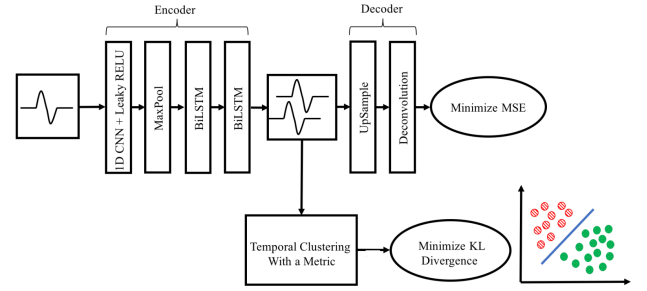 Encoder
Decoder
1D CNN + Leaky RELU
MaxPool
BiLSTM
BiLSTM
UpSample
Deconvolution
Minimize MSE
Temporal Clustering
With a Metric
Minimize KL
Divergence